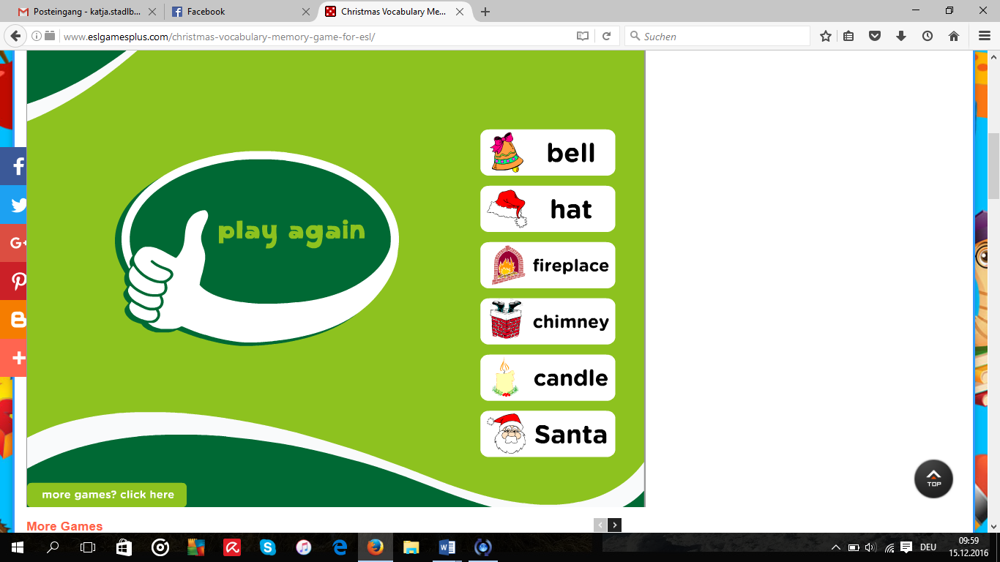 Posteingang - katja.stadlb...
Facebook
Christmas Vocabulary Me...
www.eslgamesplus.com/christmas-vocabulary-memory-game-for-esl/
Suchen
bell
hat
play again
fireplace
chimney
candle
Santa
TOP
more games? click here
More Games
DEU
09:59
15.12.2016